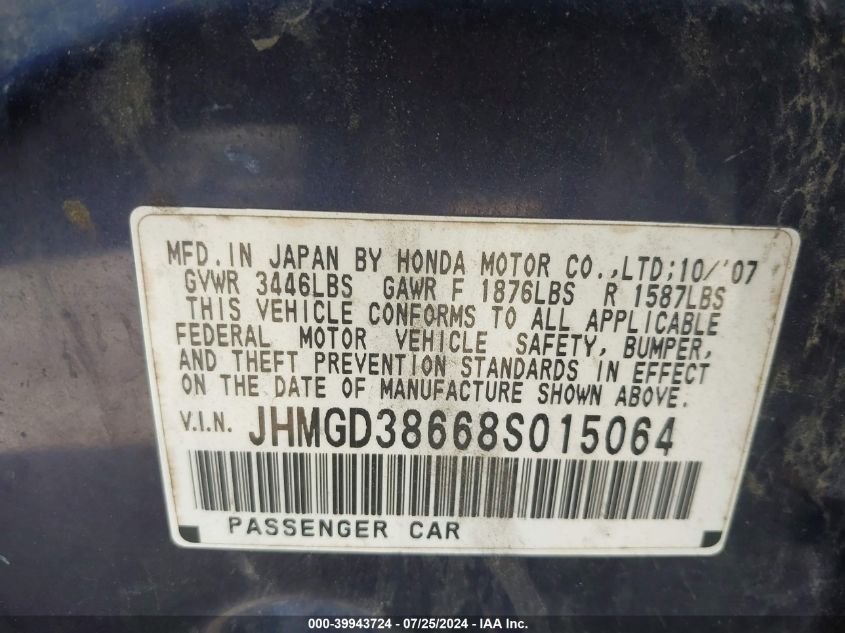 MFD. IN JAPAN BY HONDA MOTOR CO.,LTD; 10/'07
GVWR 3446LBS GAWR F 1876LBS R 1587LBS
THIS VEHICLE CONFORMS TO ALL APPLICABLE
FEDERAL MOTOR VEHICLE SAFETY, BUMPER,
AND THEFT PREVENTION STANDARDS IN EFFECT
ON THE DATE OF MANUFACTURE SHOWN ABOVE.
V.I.N. JHMGD38668S015064
PASSENGER CAR
000-39943724 - 07/25/2024 - IAA Inc.